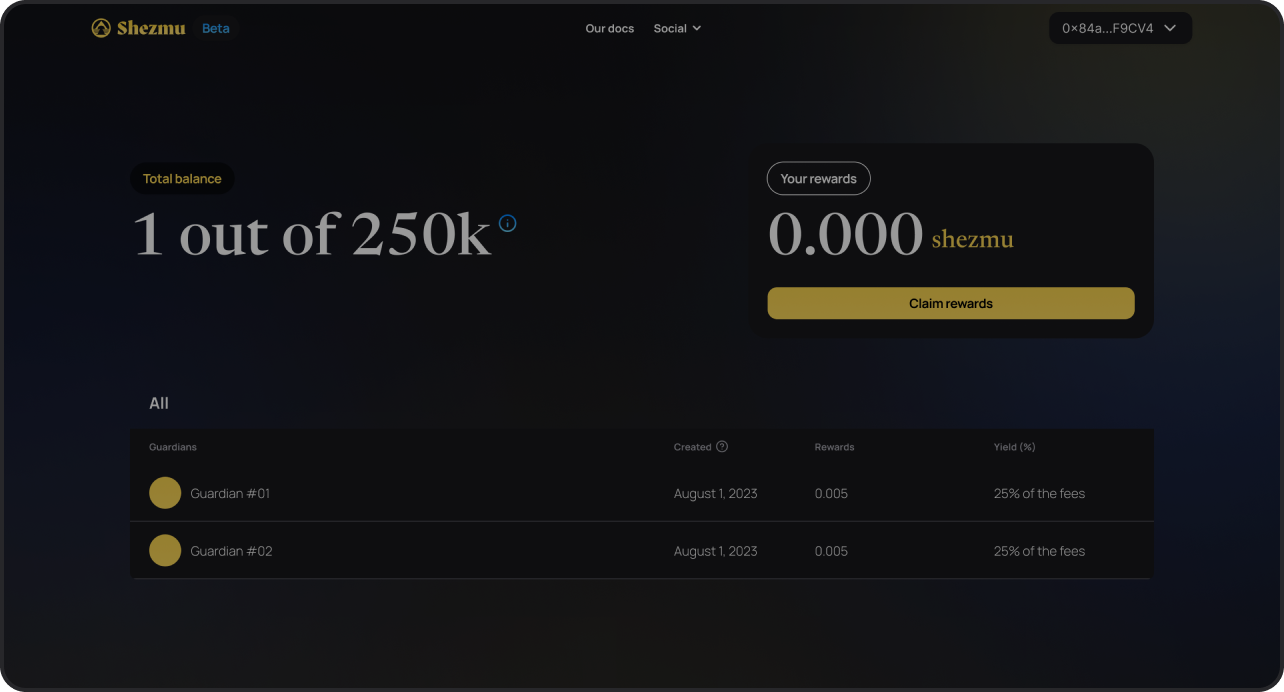 Shezmu Beta Our docs Social 0×84a...F9CV4
Total balance
1 out of 250k
Your rewards
0.000 shezmu
Claim rewards
All
Guardians Created Rewards Yield (%)
Guardian #01 August 1, 2023 0.005 25% of the fees
Guardian #02 August 1, 2023 0.005 25% of the fees